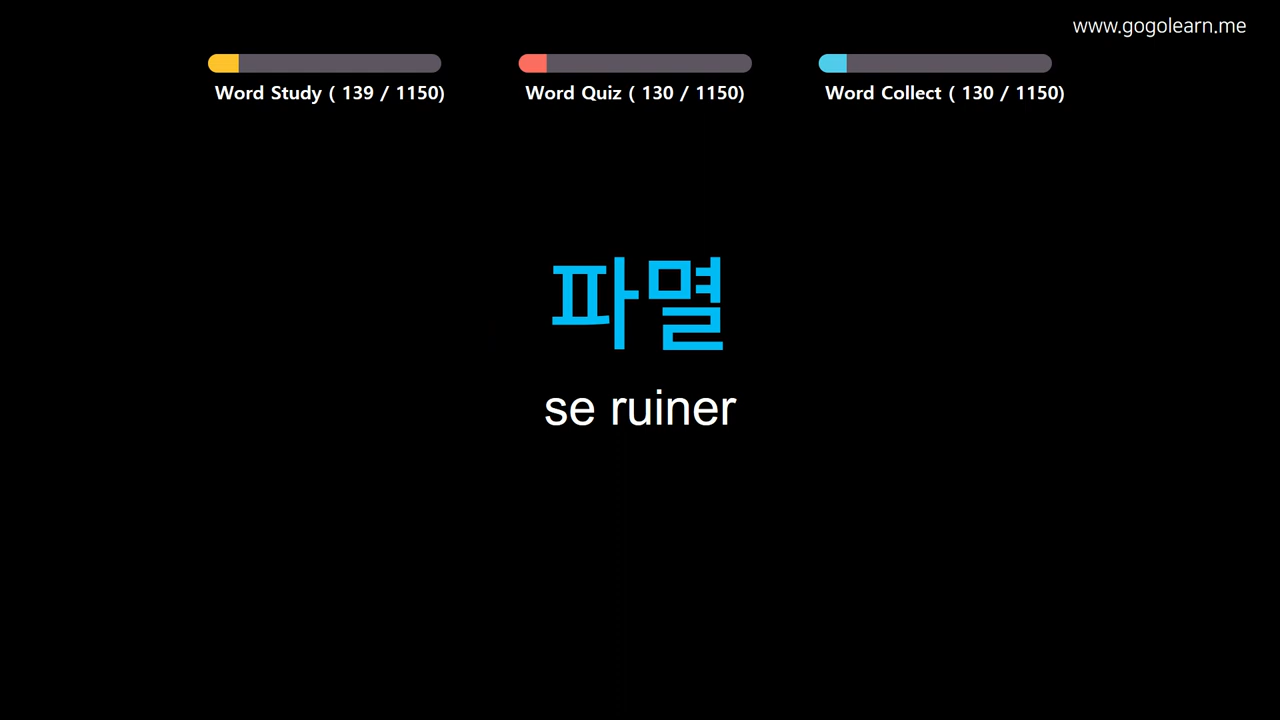 www.gogolearn.me
Word Study ( 139 / 1150)
Word Quiz ( 130 / 1150)
Word Collect ( 130 / 1150)
파멸
se ruiner